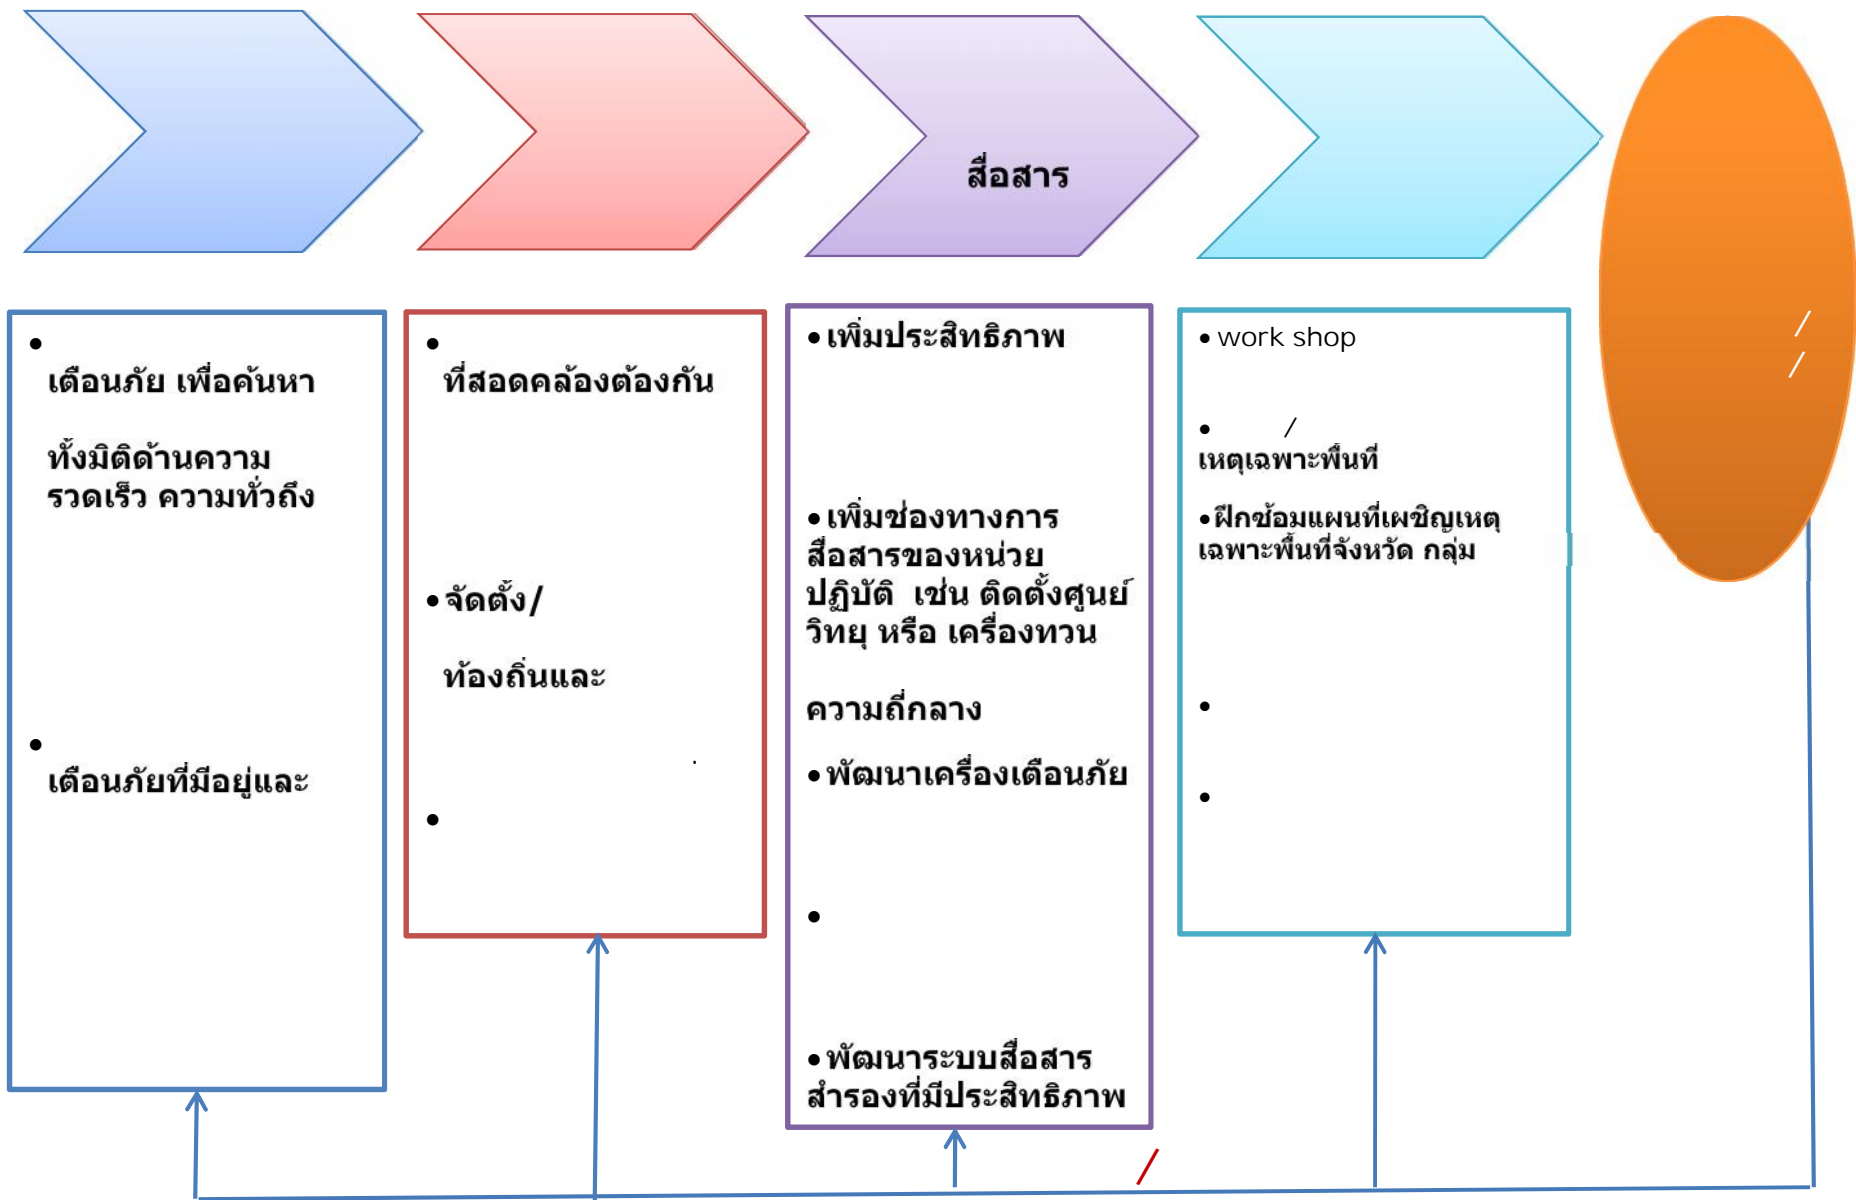 สื่อสาร
•
เตือนภัย เพื่อค้นหา
ทั้งมิติด้านความ
รวดเร็ว ความทั่วถึง
•
เตือนภัยที่มีอยู่และ
•
ที่สอดคล้องต้องกัน
• จัดตั้ง/
ท้องถิ่นและ
.
•
• เพิ่มประสิทธิภาพ
• เพิ่มช่องทางการ
สื่อสารของหน่วย
ปฏิบัติ เช่น ติดตั้งศูนย์
วิทยุ หรือ เครื่องทวน
ความถี่กลาง
• พัฒนาเครื่องเตือนภัย
•
• พัฒนาระบบสื่อสาร
สำรองที่มีประสิทธิภาพ
• work shop
• /
เหตุเฉพาะพื้นที่
• ฝึกซ้อมแผนที่เผชิญเหตุ
เฉพาะพื้นที่จังหวัด กลุ่ม
•
•
/
/
/